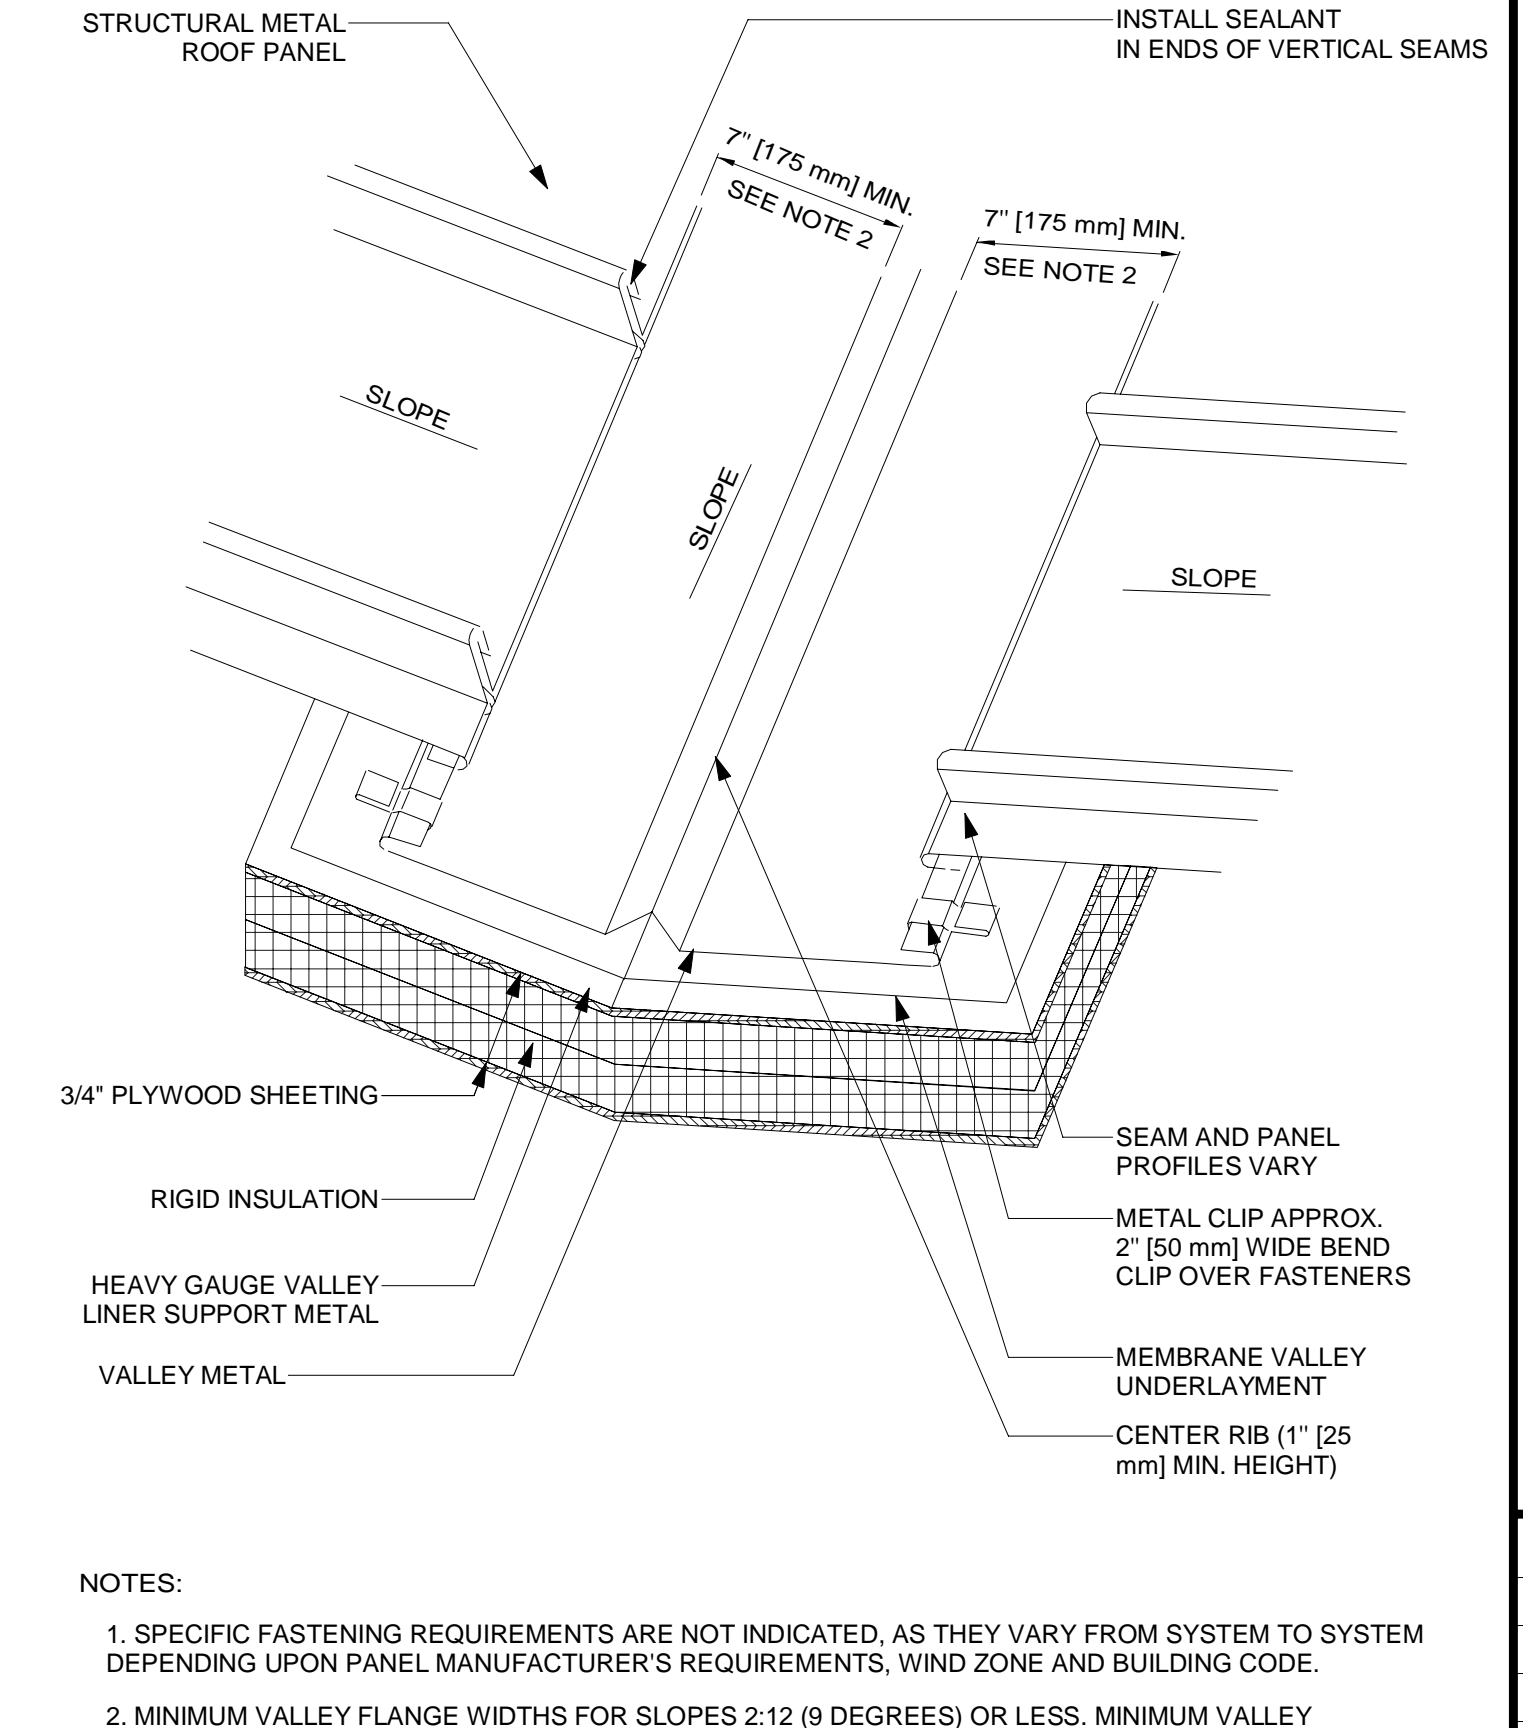 STRUCTURAL METAL
ROOF PANEL
INSTALL SEALANT
IN ENDS OF VERTICAL SEAMS
7" [175 mm] MIN.
SEE NOTE 2
7" [175 mm] MIN.
SEE NOTE 2
SLOPE
SLOPE
SLOPE
3/4" PLYWOOD SHEETING
RIGID INSULATION
HEAVY GAUGE VALLEY
LINER SUPPORT METAL
VALLEY METAL
SEAM AND PANEL
PROFILES VARY
METAL CLIP APPROX.
2" [50 mm] WIDE BEND
CLIP OVER FASTENERS
MEMBRANE VALLEY
UNDERLAYMENT
CENTER RIB (1" [25
mm] MIN. HEIGHT)
NOTES:
1. SPECIFIC FASTENING REQUIREMENTS ARE NOT INDICATED, AS THEY VARY FROM SYSTEM TO SYSTEM
DEPENDING UPON PANEL MANUFACTURER'S REQUIREMENTS, WIND ZONE AND BUILDING CODE.
2. MINIMUM VALLEY FLANGE WIDTHS FOR SLOPES 2:12 (9 DEGREES) OR LESS. MINIMUM VALLEY